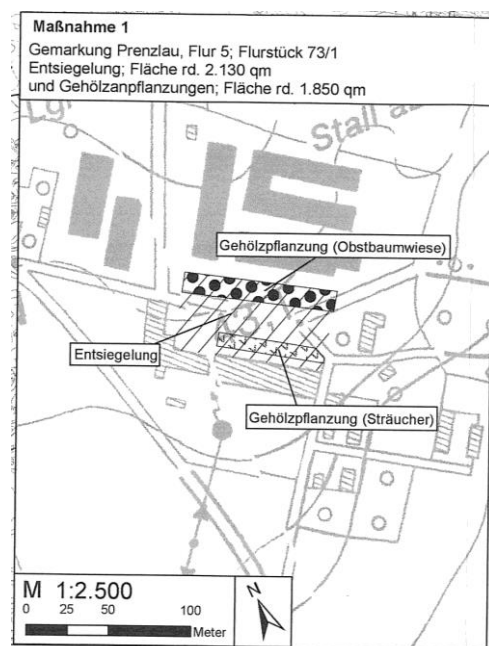 Maßnahme 1
Gemarkung Prenzlau, Flur 5; Flurstück 73/1
Entsiegelung; Fläche rd. 2.130 qm
und Gehölzanpflanzungen; Fläche rd. 1.850 qm
Lgr
Stall
Gehölzpflanzung (Obstbaumwiese)
Entsiegelung
Gehölzpflanzung (Sträucher)
M 1:2.500
0 25 50 100
Meter
N